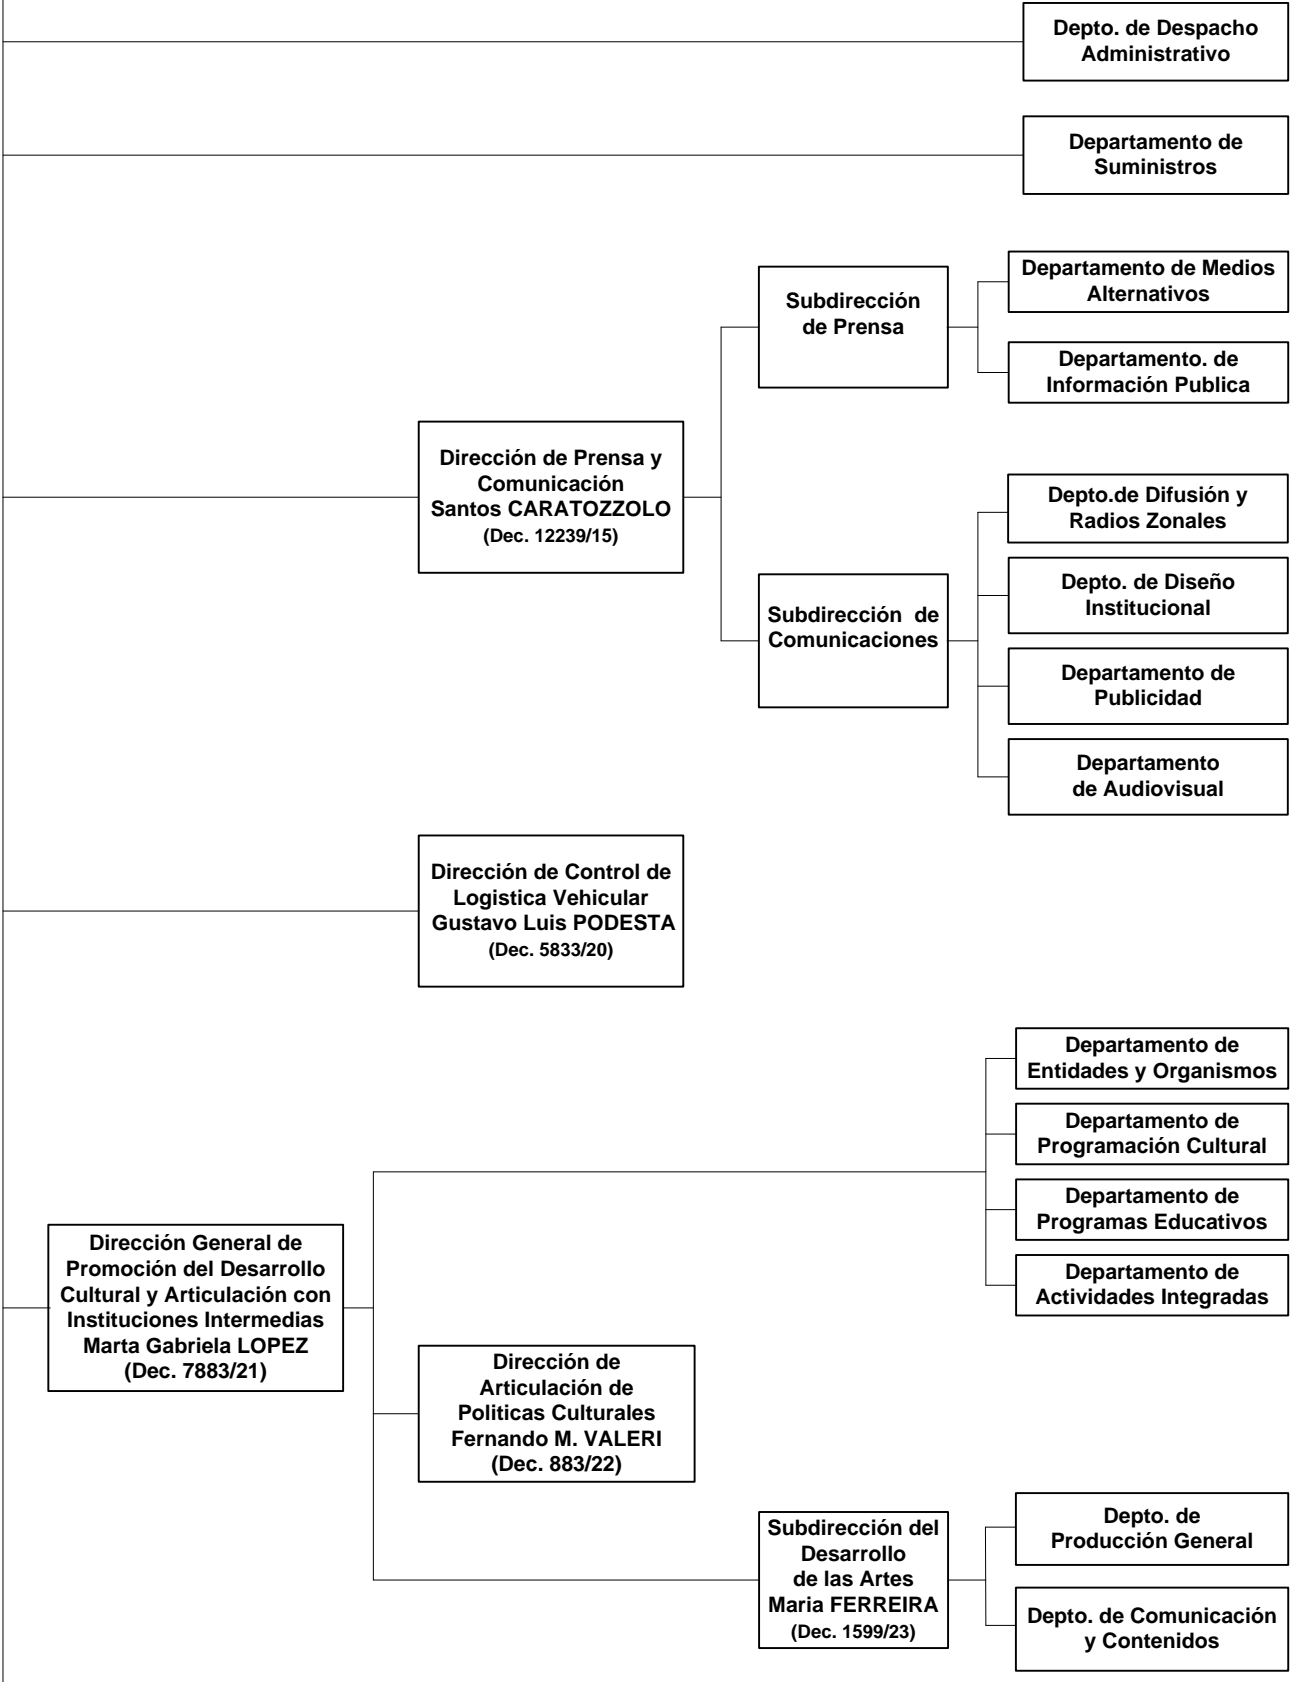 Depto. de Despacho
Administrativo
Departamento de
Suministros
Subdirección
de Prensa
Departamento de Medios
Alternativos
Departamento. de
Información Publica
Dirección de Prensa y
Comunicación
Santos CARATOZZOLO
(Dec. 12239/15)
Subdirección de
Comunicaciones
Depto.de Difusión y
Radios Zonales
Depto. de Diseño
Institucional
Departamento de
Publicidad
Departamento
de Audiovisual
Dirección de Control de
Logistica Vehicular
Gustavo Luis PODESTA
(Dec. 5833/20)
Dirección General de
Promoción del Desarrollo
Cultural y Articulación con
Instituciones Intermedias
Marta Gabriela LOPEZ
(Dec. 7883/21)
Departamento de
Entidades y Organismos
Departamento de
Programación Cultural
Departamento de
Programas Educativos
Departamento de
Actividades Integradas
Dirección de
Articulación de
Politicas Culturales
Fernando M. VALERI
(Dec. 883/22)
Subdirección del
Desarrollo
de las Artes
Maria FERREIRA
(Dec. 1599/23)
Depto. de
Producción General
Depto. de Comunicación
y Contenidos